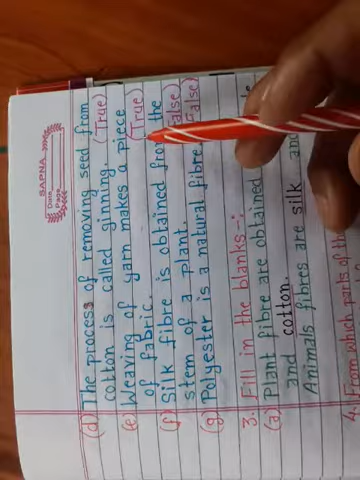 SAPNA
Date
Page
(d) The process of removing seed from
cotton is called ginning. (True)
(e) Weaving of yarn makes a piece
of fabric. (True)
(f) Silk fibre is obtained from the
stem of a plant. False)
(g) Polyester is a natural fibre. False)
3. Fill in the blanks-:
(a) Plant fibre are obtained
and cotton.
Animals fibres are silk and
4. From which parts of th